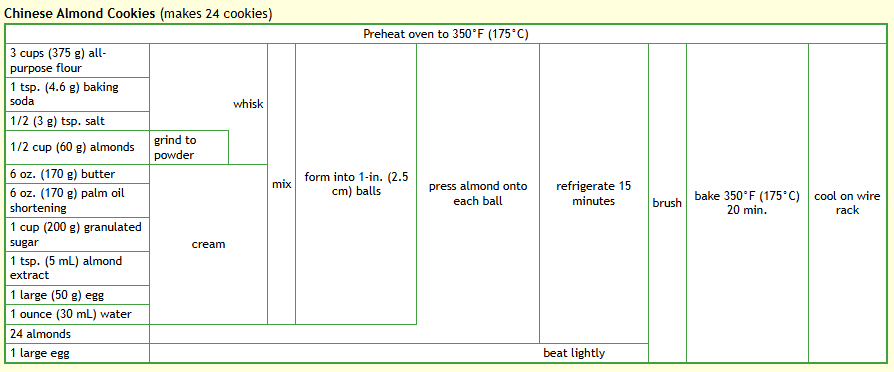 Chinese Almond Cookies (makes 24 cookies)
Preheat oven to 350°F (175°C)
3 cups (375 g) all-
purpose flour
1 tsp. (4.6 g) baking
soda
1/2 (3 g) tsp. salt
1/2 cup (60 g) almonds
6 oz. (170 g) butter
6 oz. (170 g) palm oil
shortening
1 cup (200 g) granulated
sugar
1 tsp. (5 mL) almond
extract
1 large (50 g) egg
1 ounce (30 mL) water
24 almonds
1 large egg
grind to
powder
whisk
cream
mix
form into 1-in. (2.5
cm) balls
press almond onto
each ball
refrigerate 15
minutes
beat lightly
brush
bake 350°F (175°C)
20 min.
cool on wire
rack